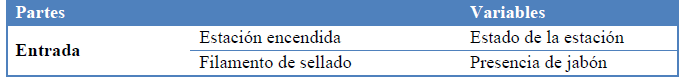 Partes Variables
Entrada Estación encendida Estado de la estación
Filamento de sellado Presencia de jabón